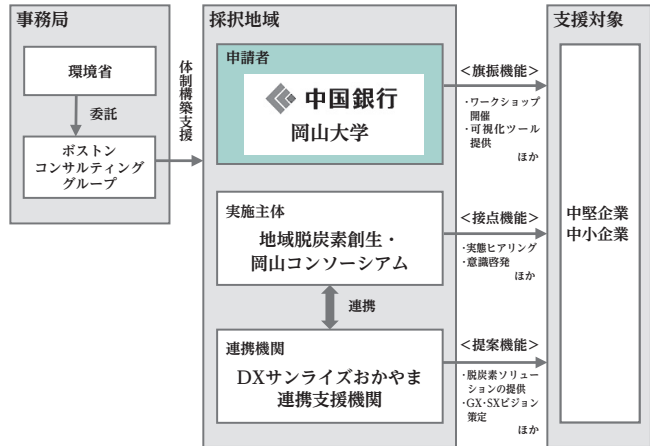 事務局
環境省
委託
ボストン
コンサルティング
グループ
体制構築支援
採択地域
申請者
中国銀行
岡山大学
実施主体
地域脱炭素創生・
岡山コンソーシアム
連携
連携機関
DXサンライズおかやま
連携支援機関
＜旗振機能＞
・ワークショップ
開催
・可視化ツール
提供
ほか
＜接点機能＞
・実態ヒアリング
・意識啓発
ほか
＜提案機能＞
・脱炭素ソリュー
ションの提供
・GX・SXビジョン
策定
ほか
支援対象
中堅企業
中小企業